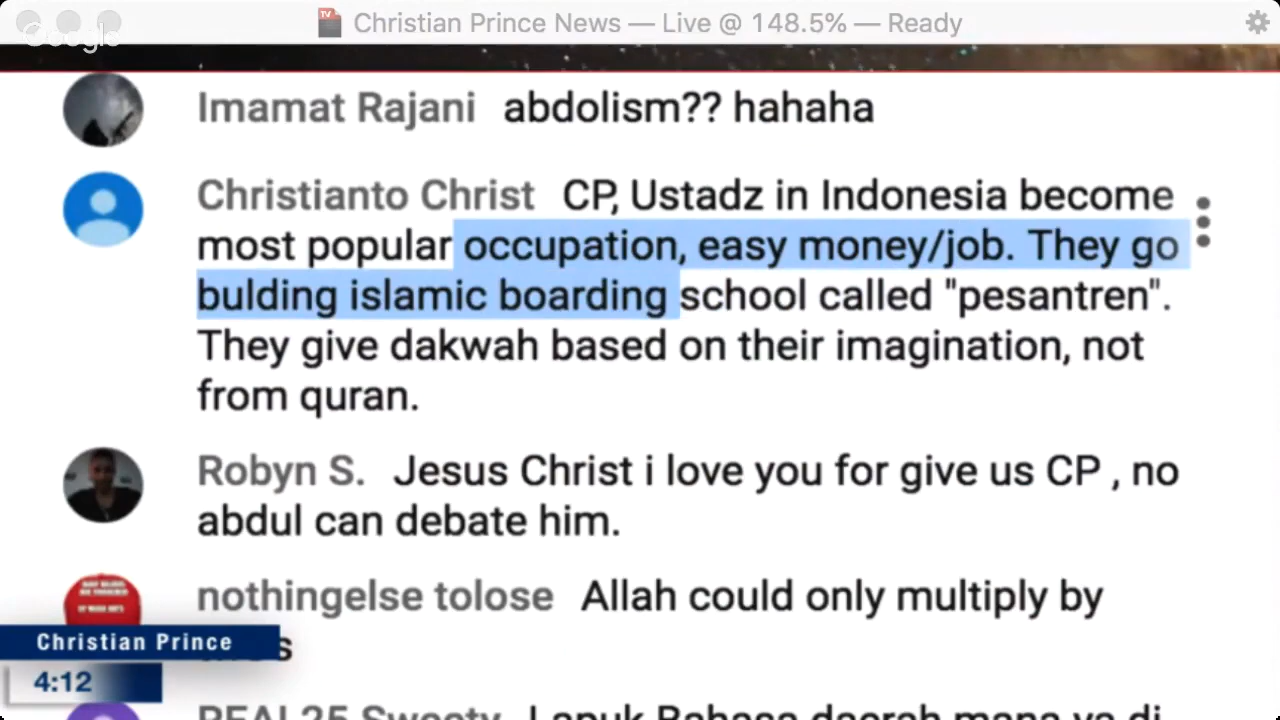 Christian Prince News — Live @ 148.5% — Ready
Google
Imamat Rajani abdolism?? hahaha
Christianto Christ CP, Ustadz in Indonesia become
most popular occupation, easy money/job. They go
bulding islamic boarding school called "pesantren".
They give dakwah based on their imagination, not
from quran.
Robyn S. Jesus Christ i love you for give us CP , no
abdul can debate him.
nothingelse tolose Allah could only multiply by
Christian Prince
4:12
REAL25 Sweety Lapuk Bahasa daerah mana ya di